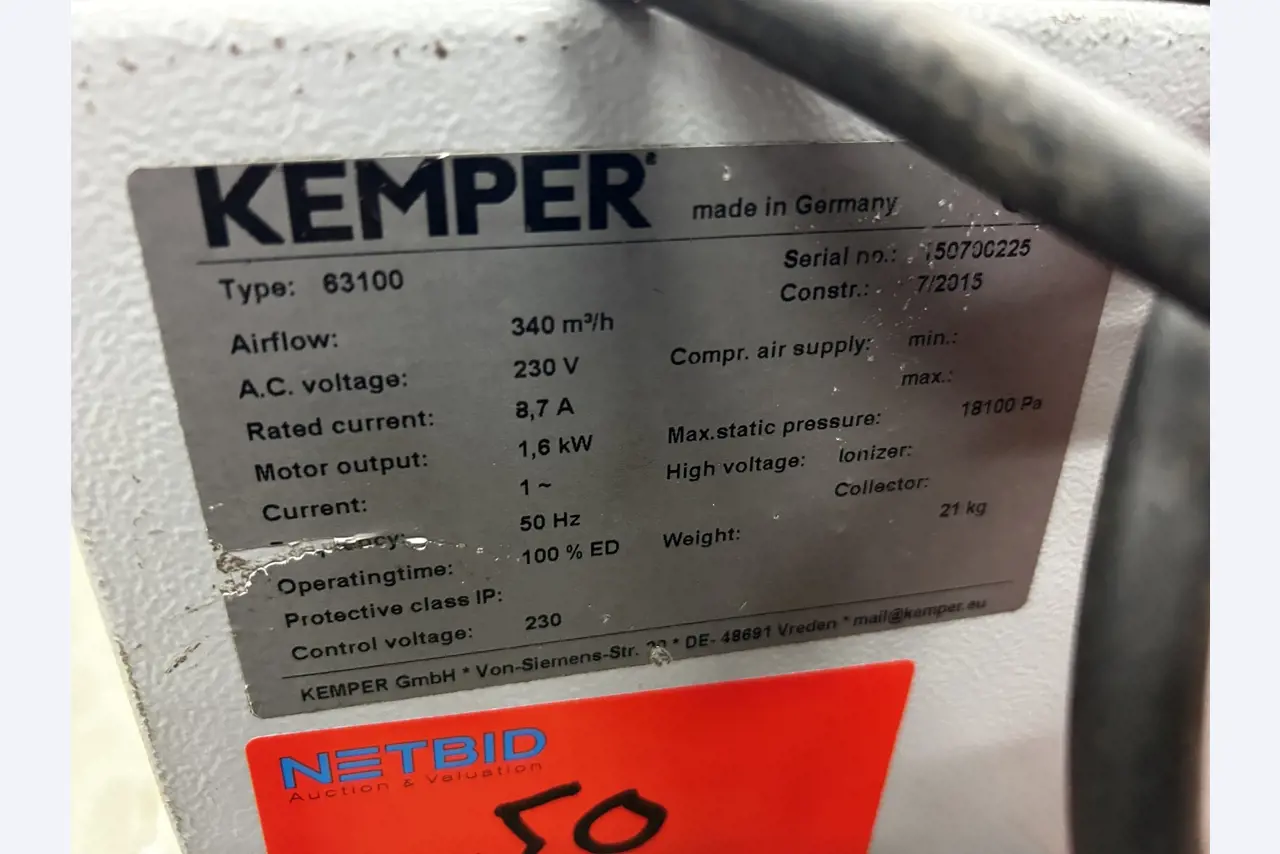 KEMPER®
made in Germany
Type: 63100
Serial no.: 150700225
Constr.: 7/2015
Airflow: 340 m³/h
A.C. voltage: 230 V
Compr. air supply: min.:
max.:
Rated current: 8,7 A
Motor output: 1,6 kW
Max.static pressure: 18100 Pa
Current: 1 ~
High voltage: Ionizer:
Collector:
50 Hz
Operatingtime: 100 % ED
Weight: 21 kg
Protective class IP:
Control voltage: 230
KEMPER GmbH * Von-Siemens-Str. * DE- 48691 Vreden * mail@kemper.eu
NETBID
Auction & Valuation
50